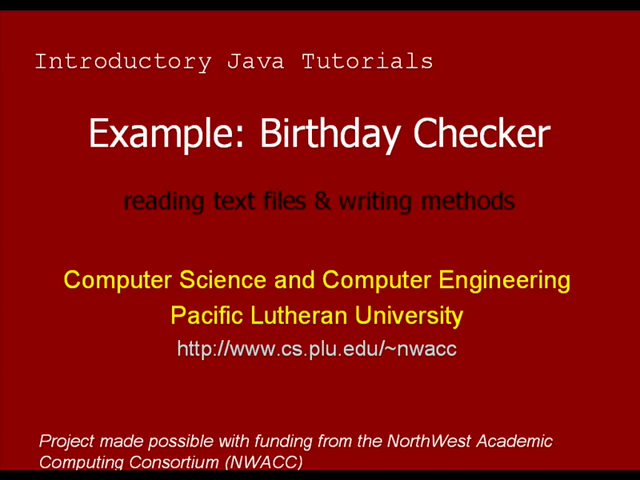 Introductory Java Tutorials
Example: Birthday Checker
reading text files & writing methods
Computer Science and Computer Engineering
Pacific Lutheran University
http://www.cs.plu.edu/~nwacc
Project made possible with funding from the NorthWest Academic
Computing Consortium (NWACC)